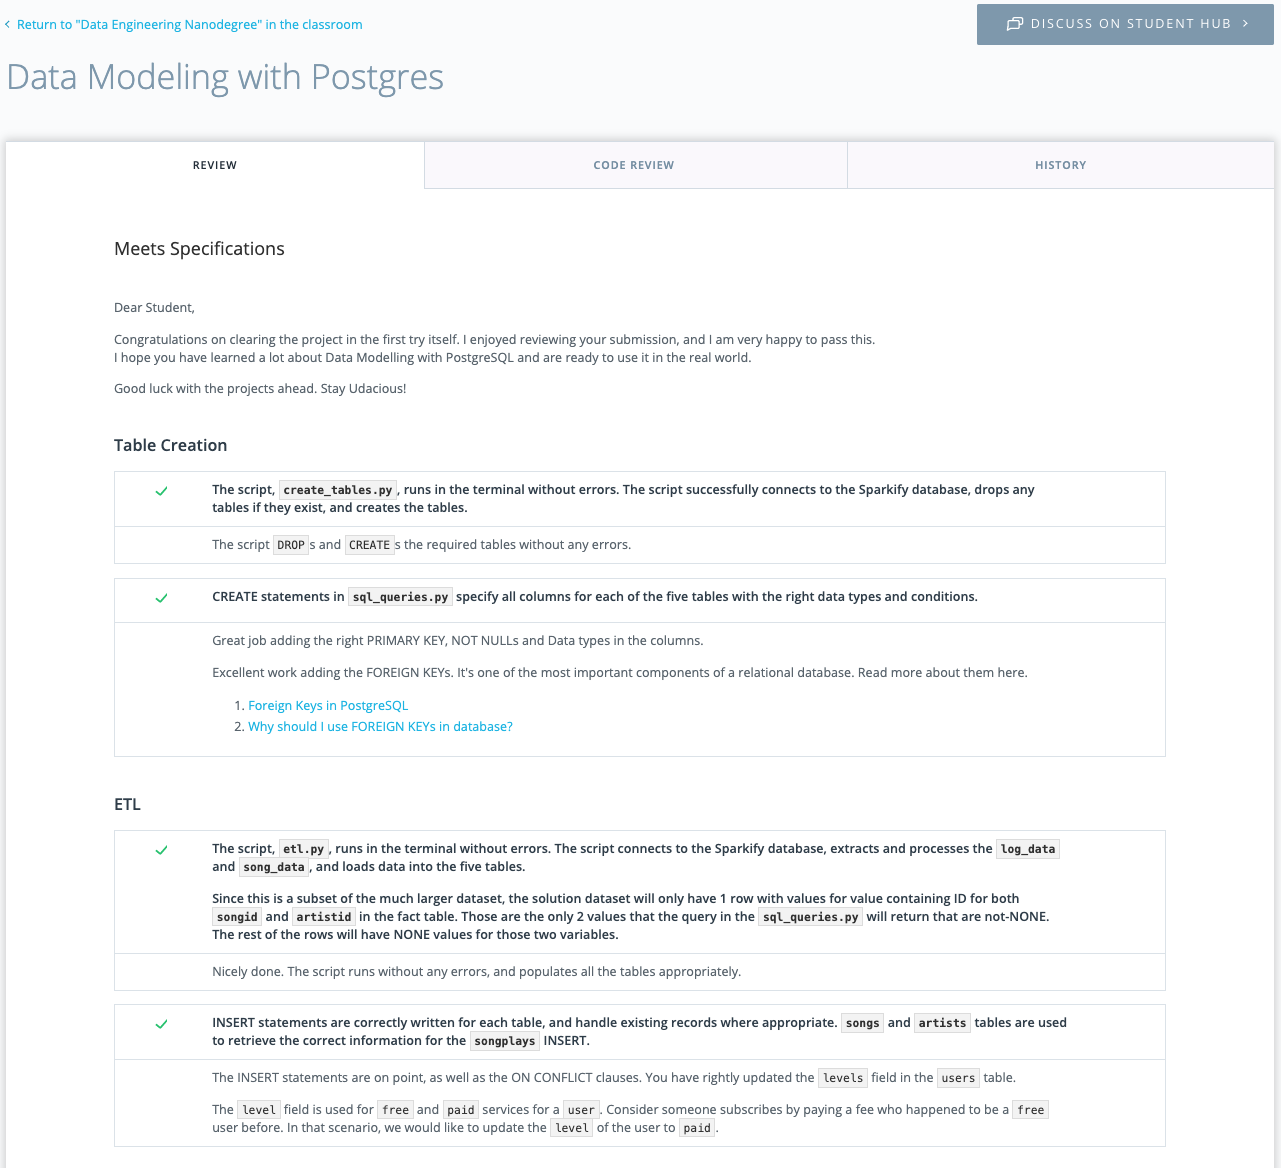 Return to "Data Engineering Nanodegree" in the classroom
DISCUSS ON STUDENT HUB
Data Modeling with Postgres
REVIEW
CODE REVIEW
HISTORY
Meets Specifications
Dear Student,
Congratulations on clearing the project in the first try itself. I enjoyed reviewing your submission, and I am very happy to pass this.
I hope you have learned a lot about Data Modelling with PostgreSQL and are ready to use it in the real world.
Good luck with the projects ahead. Stay Udacious!
Table Creation
The script, create_tables.py, runs in the terminal without errors. The script successfully connects to the Sparkify database, drops any
tables if they exist, and creates the tables.
The script DROPs and CREATEs the required tables without any errors.
CREATE statements in sql_queries.py specify all columns for each of the five tables with the right data types and conditions.
Great job adding the right PRIMARY KEY, NOT NULLs and Data types in the columns.
Excellent work adding the FOREIGN KEYs. It's one of the most important components of a relational database. Read more about them here.
1. Foreign Keys in PostgreSQL
2. Why should I use FOREIGN KEYs in database?
ETL
The script, etl.py, runs in the terminal without errors. The script connects to the Sparkify database, extracts and processes the log_data
and song_data, and loads data into the five tables.
Since this is a subset of the much larger dataset, the solution dataset will only have 1 row with values for value containing ID for both
songid and artistid in the fact table. Those are the only 2 values that the query in the sql_queries.py will return that are not-NONE.
The rest of the rows will have NONE values for those two variables.
Nicely done. The script runs without any errors, and populates all the tables appropriately.
INSERT statements are correctly written for each table, and handle existing records where appropriate. songs and artists tables are used
to retrieve the correct information for the songplays INSERT.
The INSERT statements are on point, as well as the ON CONFLICT clauses. You have rightly updated the levels field in the users table.
The level field is used for free and paid services for a user. Consider someone subscribes by paying a fee who happened to be a free
user before. In that scenario, we would like to update the level of the user to paid.